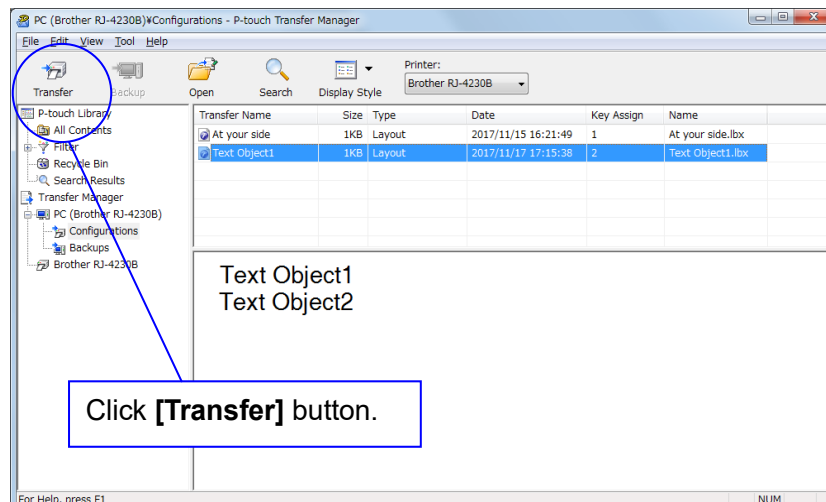 PC (Brother RJ-4230B)¥Configurations - P-touch Transfer Manager
File Edit View Tool Help
Transfer Backup Open Search Display Style
Printer:
Brother RJ-4230B
P-touch Library
All Contents
Filter
Recycle Bin
Search Results
Transfer Manager
PC (Brother RJ-4230B)
Configurations
Backups
Brother RJ-4230B
Transfer Name Size Type Date Key Assign Name
At your side 1KB Layout 2017/11/15 16:21:49 1 At your side.lbx
Text Object1 1KB Layout 2017/11/17 17:15:38 2 Text Object1.lbx
Text Object1
Text Object2
Click [Transfer] button.
For Help, press F1
NUM